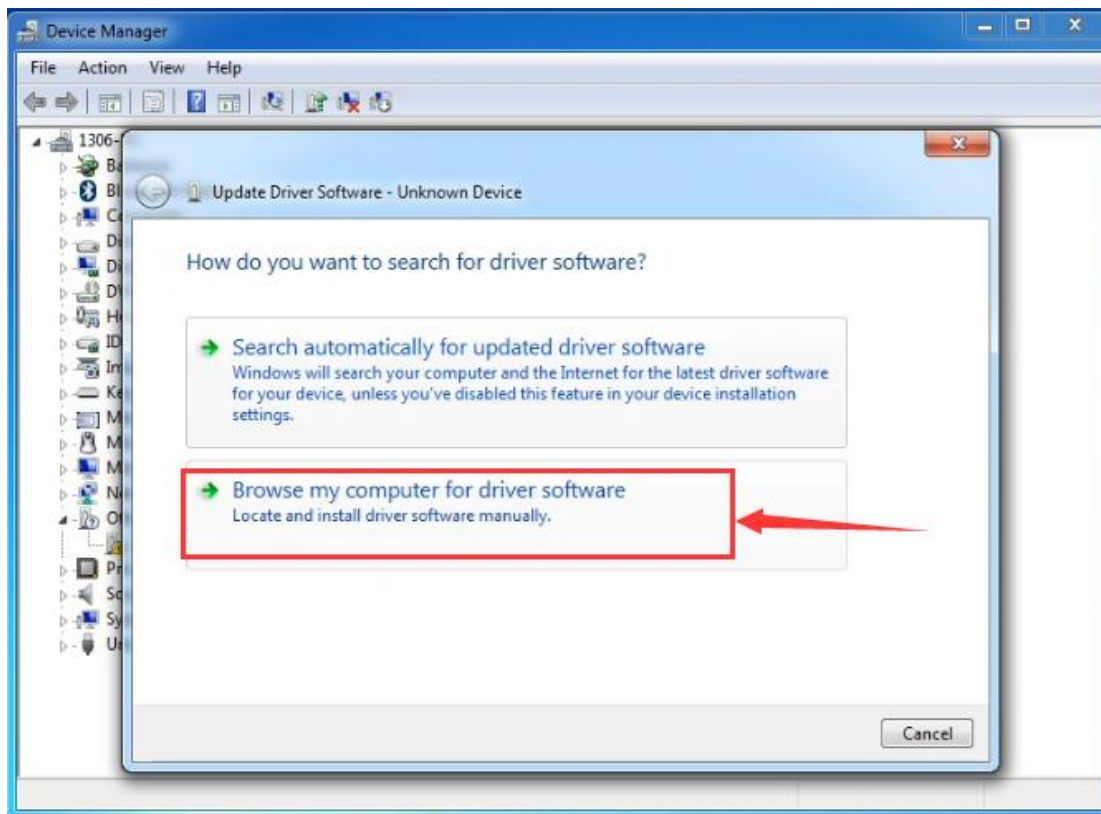 Device Manager
File Action View Help
1306-
Update Driver Software - Unknown Device
How do you want to search for driver software?
Search automatically for updated driver software
Windows will search your computer and the Internet for the latest driver software
for your device, unless you've disabled this feature in your device installation
settings.
Browse my computer for driver software
Locate and install driver software manually.
Cancel